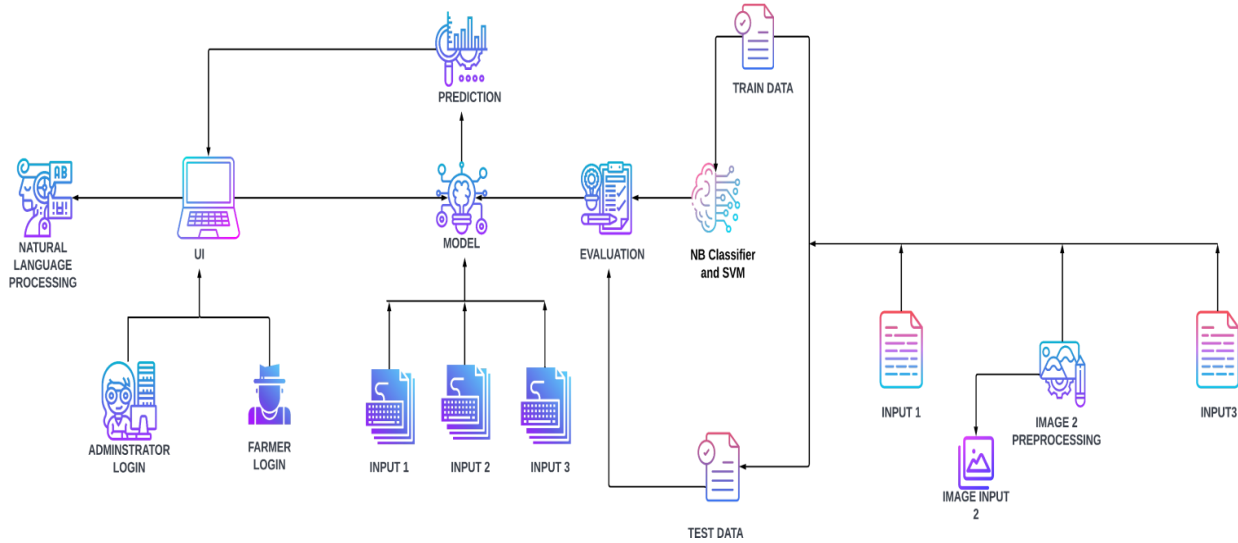 PREDICTION
TRAIN DATA
AB
NATURAL
LANGUAGE
PROCESSING
UI
MODEL
EVALUATION
NB Classifier
and SVM
ADMINSTRATOR
LOGIN
FARMER
LOGIN
INPUT 1
INPUT 2
INPUT 3
TEST DATA
INPUT 1
IMAGE 2
PREPROCESSING
INPUT3
IMAGE INPUT
2